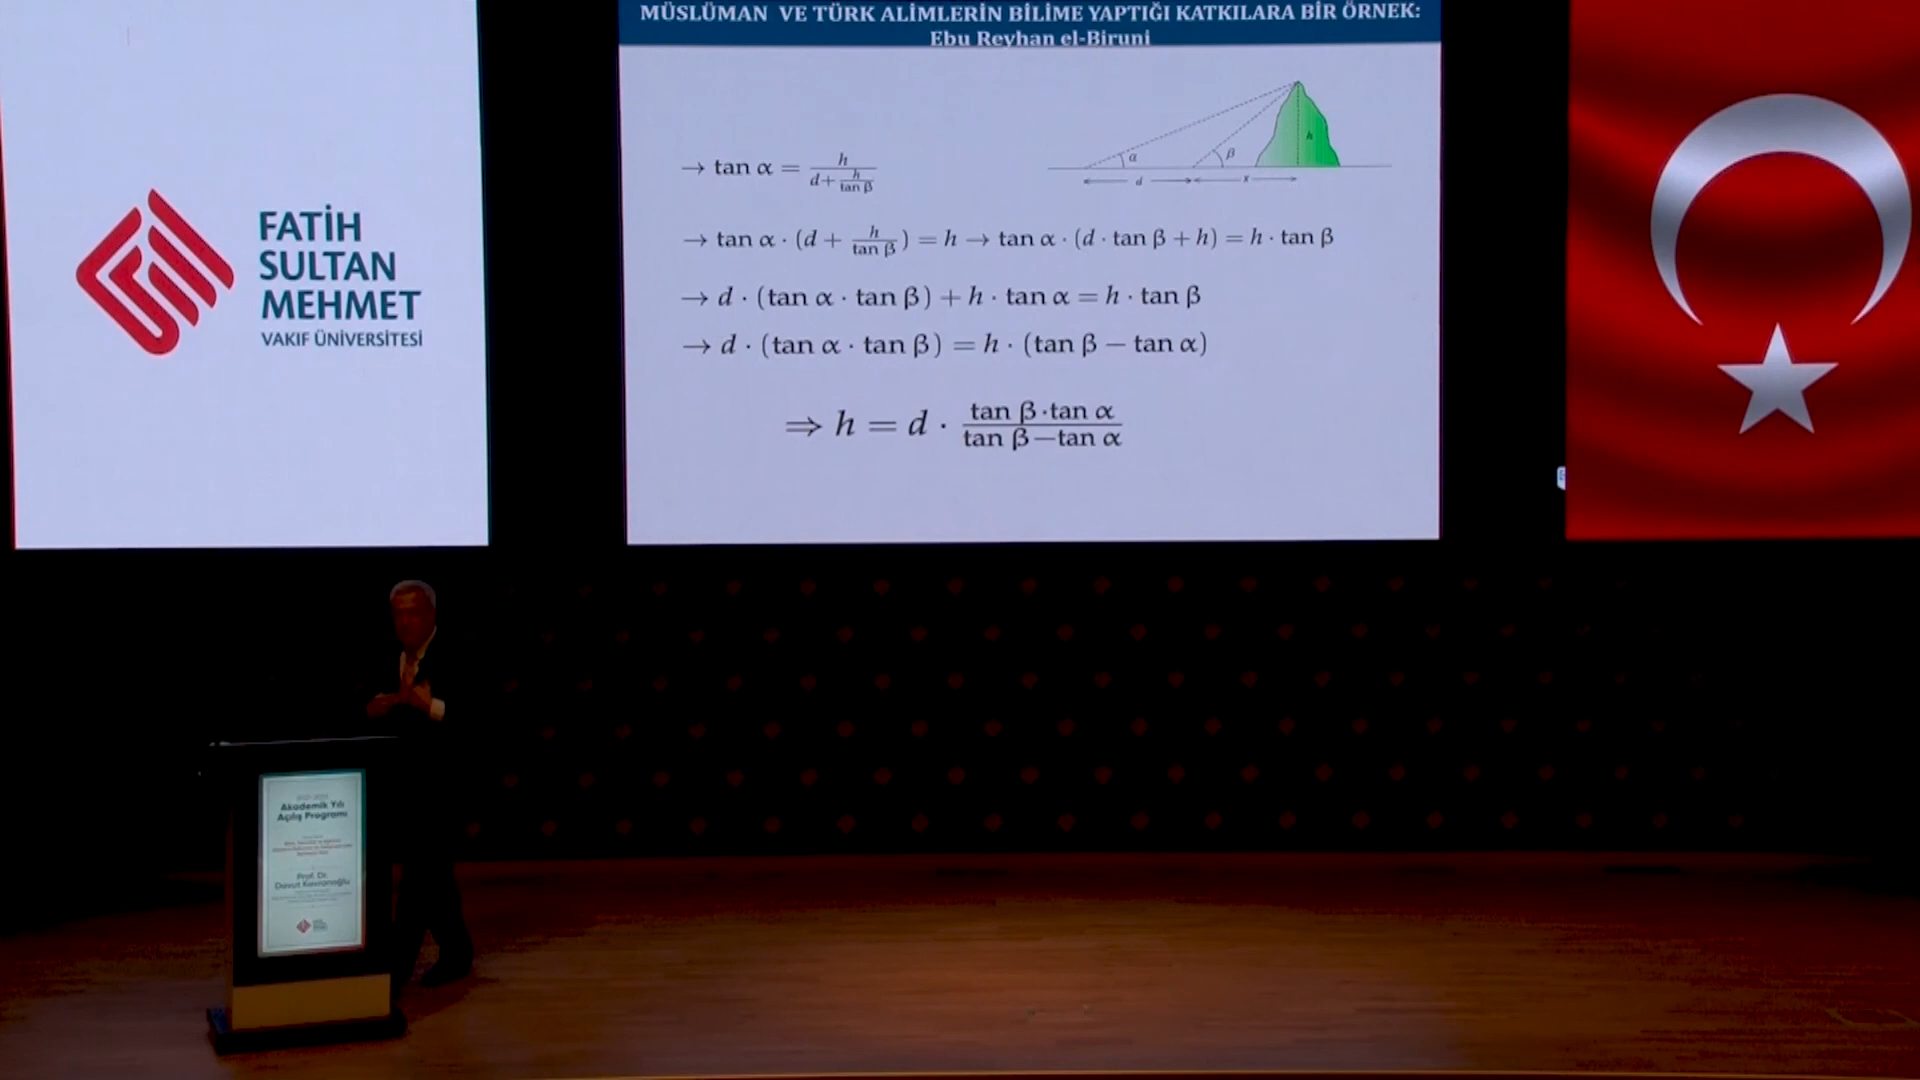 FATİH
SULTAN
MEHMET
VAKIF ÜNİVERSİTESİ
MÜSLÜMAN VE TÜRK ALİMLERİN BİLİME YAPTIĞI KATKILARA BİR ÖRNEK:
Ebu Reyhan el-Biruni
h
α
β
d
x
→ tan α = h / (d + h / tan β)
→ tan α · (d + h / tan β) = h → tan α · (d · tan β + h) = h · tan β
→ d · (tan α · tan β) + h · tan α = h · tan β
→ d · (tan α · tan β) = h · (tan β − tan α)
⇒ h = d · (tan β · tan α) / (tan β − tan α)
Akademik Yılı
Açılış Programı
Prof. Dr.
Davut Kavranoğlu